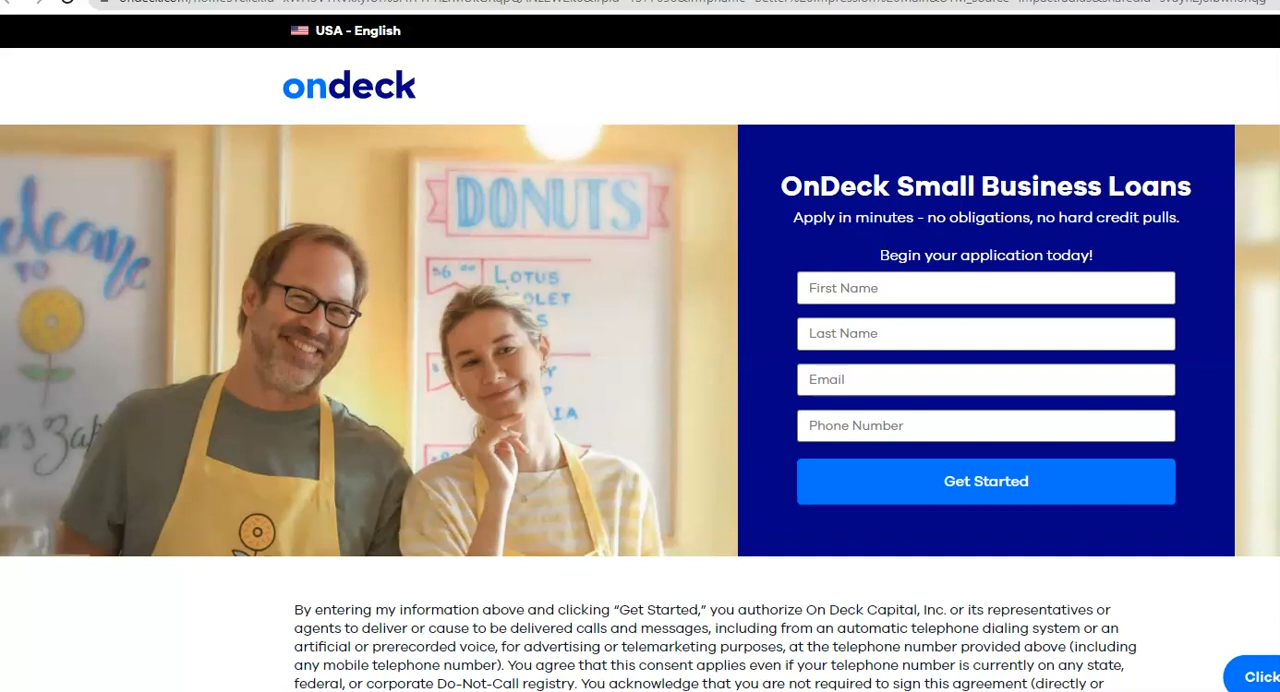 USA - English
ondeck
OnDeck Small Business Loans
Apply in minutes - no obligations, no hard credit pulls.
Begin your application today!
First Name
Last Name
Email
Phone Number
Get Started
Welcome
TO
DONUTS
$6.00 LOTUS
By entering my information above and clicking “Get Started,” you authorize On Deck Capital, Inc. or its representatives or
agents to deliver or cause to be delivered calls and messages, including from an automatic telephone dialing system or an
artificial or prerecorded voice, for advertising or telemarketing purposes, at the telephone number provided above (including
any mobile telephone number). You agree that this consent applies even if your telephone number is currently on any state,
federal, or corporate Do-Not-Call registry. You acknowledge that you are not required to sign this agreement (directly or
Click